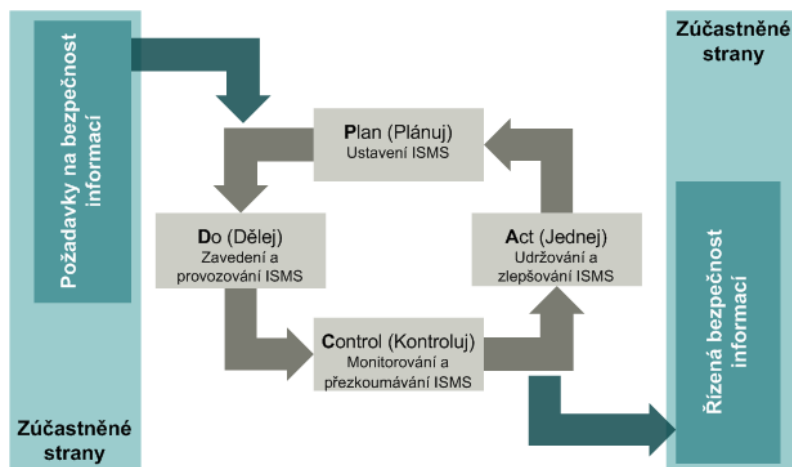 Požadavky na bezpečnost
informací
Zúčastněné
strany
Plan (Plánuj)
Ustavení ISMS
Do (Dělej)
Zavedení a
provozování ISMS
Act (Jednej)
Udržování a
zlepšování ISMS
Control (Kontroluj)
Monitorování a
přezkoumávání ISMS
Zúčastněné
strany
Řízená bezpečnost
informací